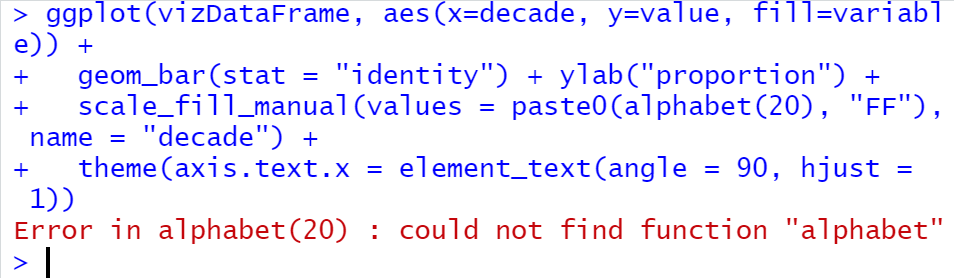 > ggplot(vizDataFrame, aes(x=decade, y=value, fill=variabl
e)) +
+   geom_bar(stat = "identity") + ylab("proportion") +
+   scale_fill_manual(values = paste0(alphabet(20), "FF"),
 name = "decade") +
+   theme(axis.text.x = element_text(angle = 90, hjust =
 1))
Error in alphabet(20) : could not find function "alphabet"
>